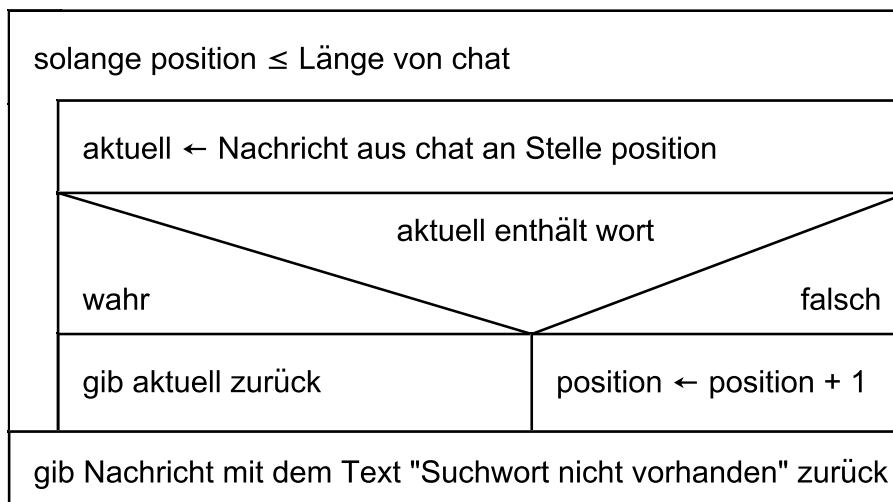 solange position ≤ Länge von chat
aktuell ← Nachricht aus chat an Stelle position
aktuell enthält wort
wahr
falsch
gib aktuell zurück
position ← position + 1
gib Nachricht mit dem Text "Suchwort nicht vorhanden" zurück